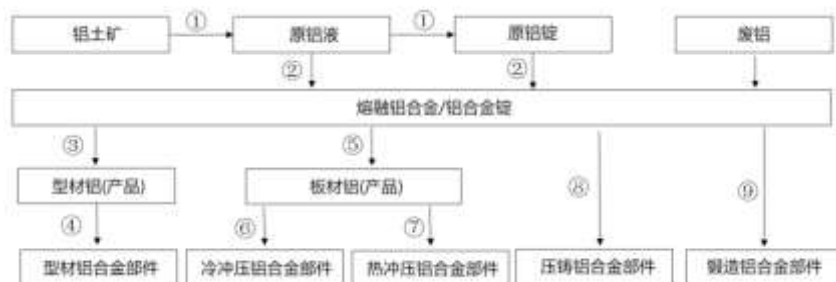 铝土矿 ① 原铝液 ① 原铝锭 废铝
② ②
熔融铝合金/铝合金锭
③ ⑤ ⑧ ⑨
型材铝(产品) 板材铝(产品)
④ ⑥ ⑦
型材铝合金部件 冷冲压铝合金部件 热冲压铝合金部件 压铸铝合金部件 锻造铝合金部件